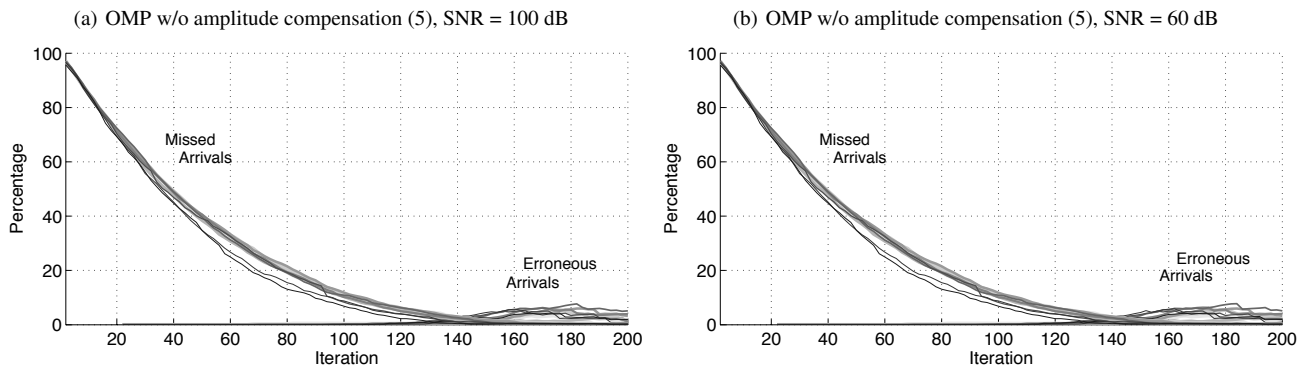 (a) OMP w/o amplitude compensation (5), SNR = 100 dB
100
80
60
40
20
0
Percentage
Missed
Arrivals
Erroneous
Arrivals
20 40 60 80 100 120 140 160 180 200
Iteration
(b) OMP w/o amplitude compensation (5), SNR = 60 dB
100
80
60
40
20
0
Percentage
Missed
Arrivals
Erroneous
Arrivals
20 40 60 80 100 120 140 160 180 200
Iteration